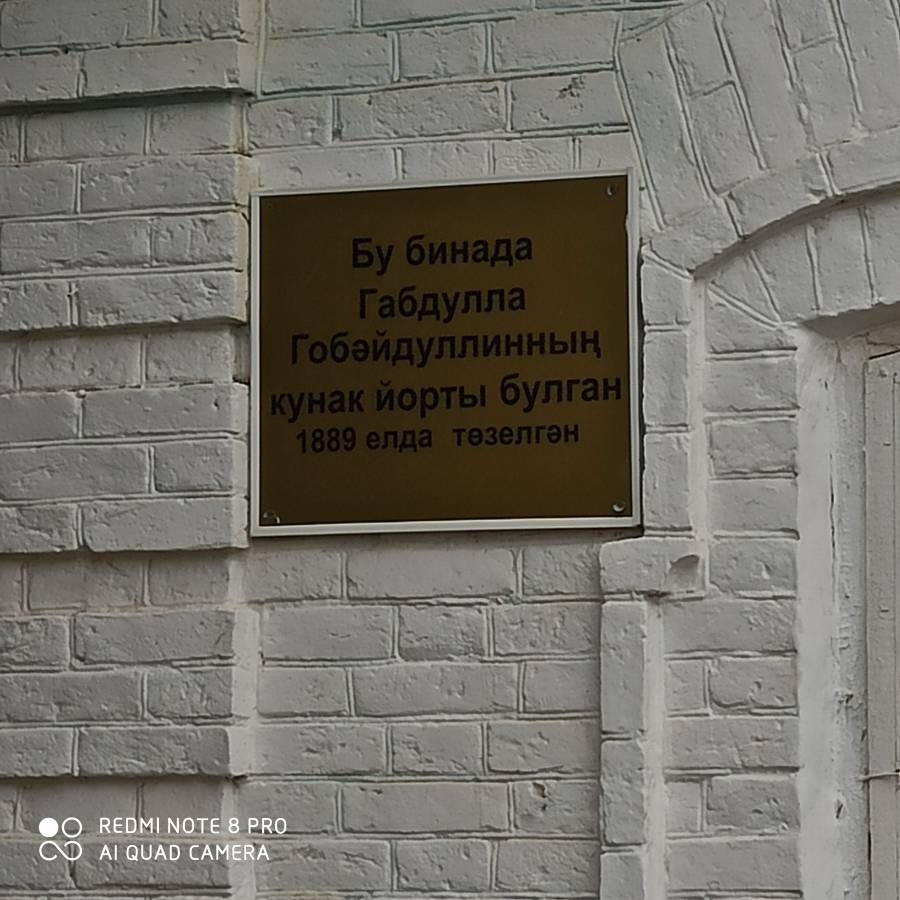 Бу бинада
Габдулла
Гобәйдуллинның
кунак йорты булган
1889 елда төзелгән
REDMI NOTE 8 PRO
AI QUAD CAMERA